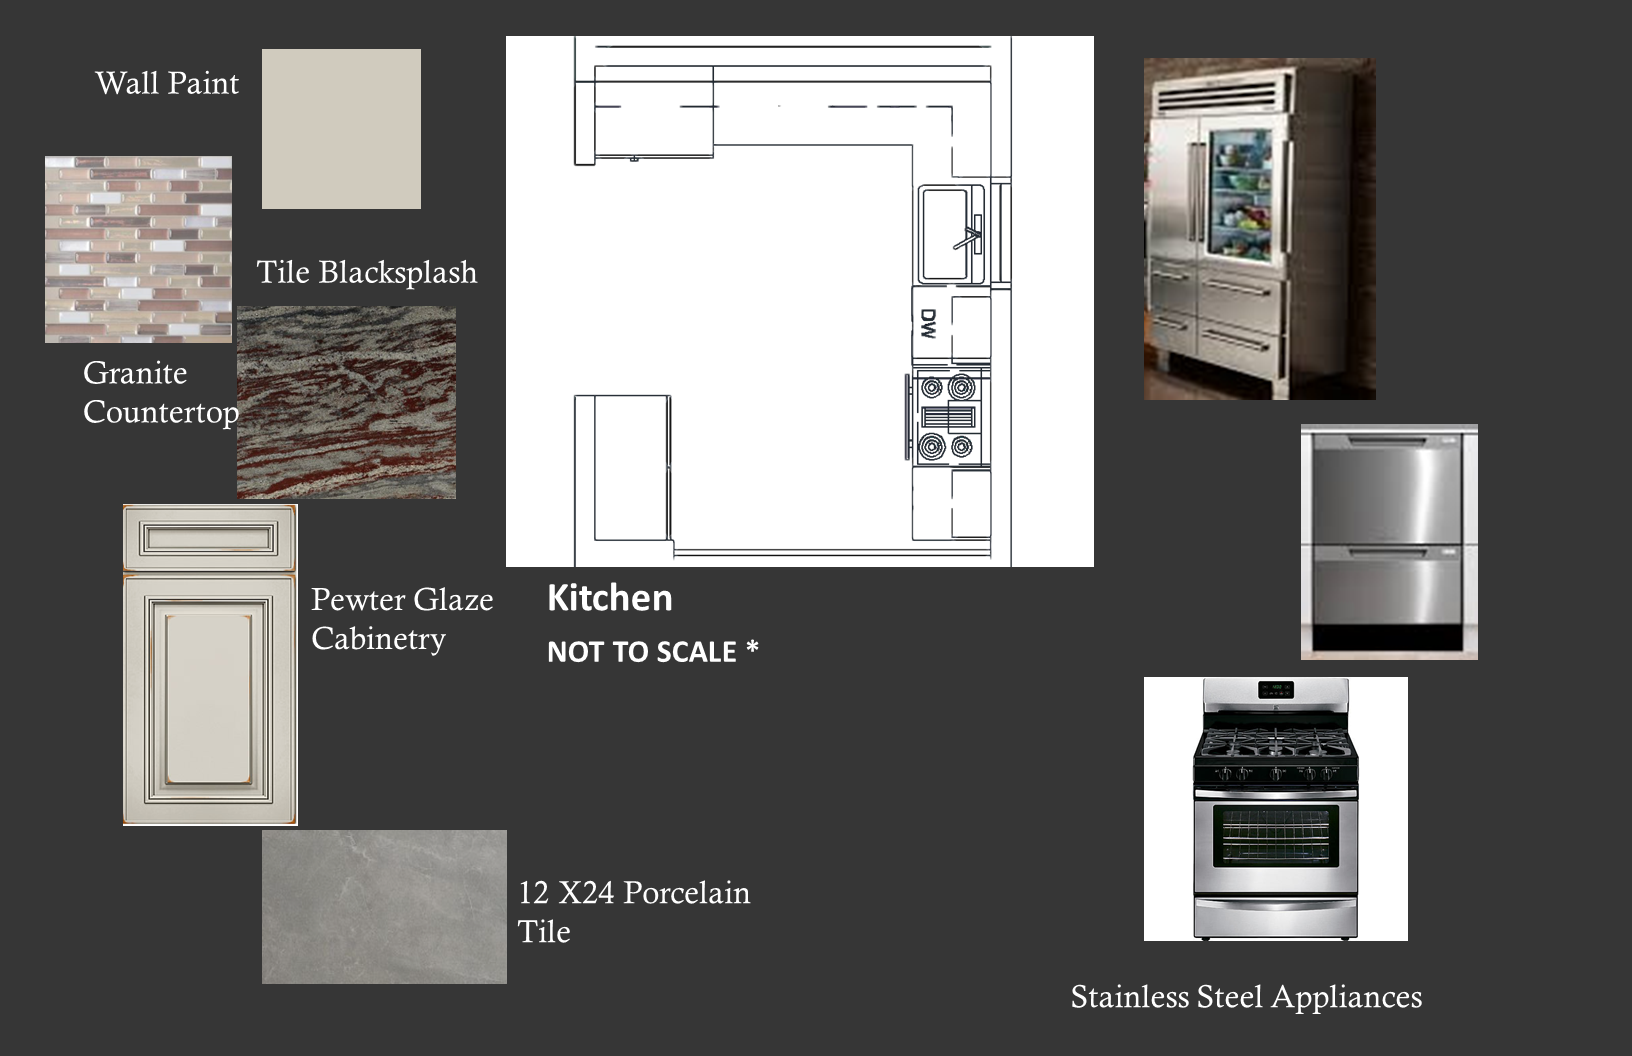 Wall Paint
Tile Blacksplash
Granite
Countertop
DW
Pewter Glaze
Cabinetry
Kitchen
NOT TO SCALE *
12 X24 Porcelain
Tile
Stainless Steel Appliances